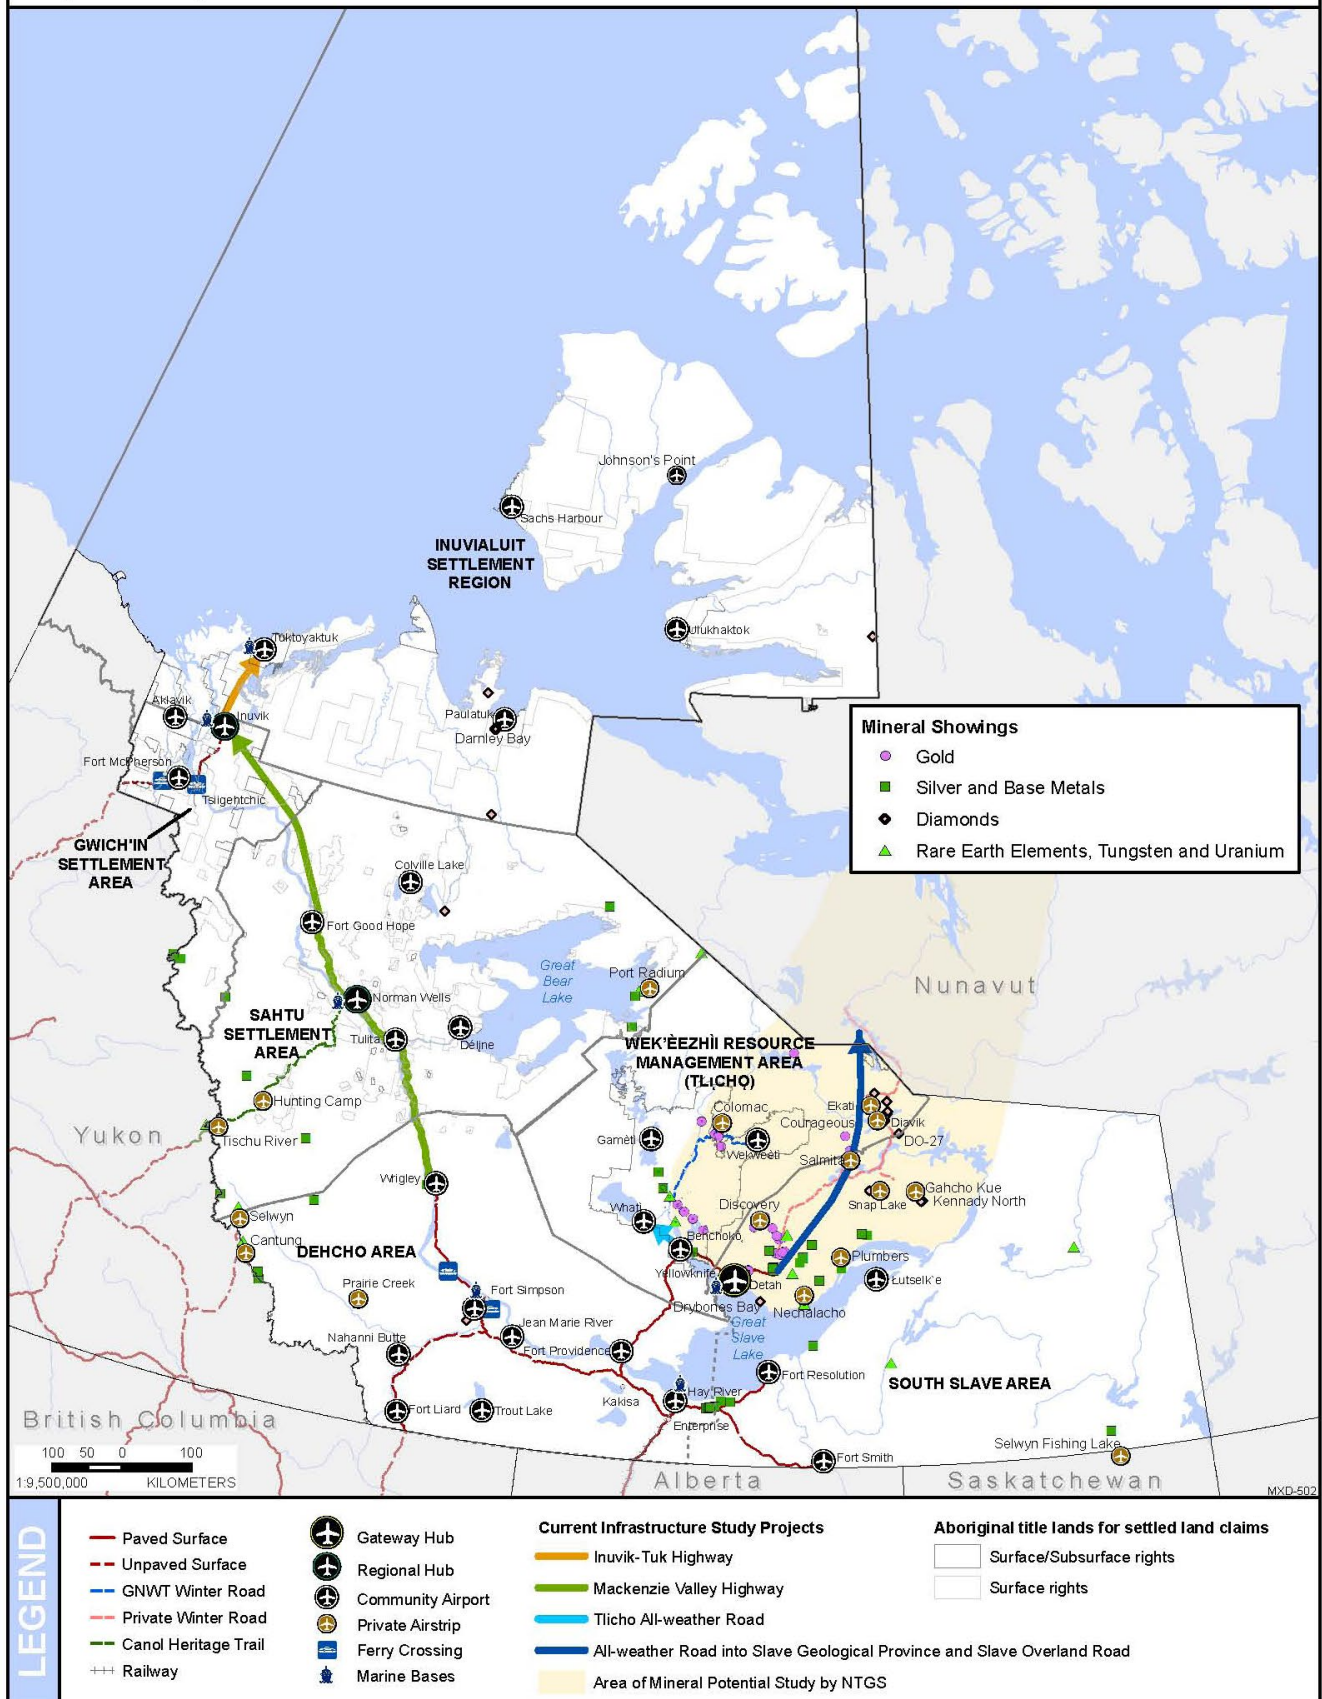 Johnson's Point
Sachs Harbour
INUVIALUIT
SETTLEMENT
REGION
Tuktoyaktuk
Ulukhaktok
Aklavik
Inuvik
Paulatuk
Darnley Bay
Fort McPherson
Tsiigehtchic
GWICH'IN
SETTLEMENT
AREA
Mineral Showings
Gold
Silver and Base Metals
Diamonds
Rare Earth Elements, Tungsten and Uranium
Colville Lake
Fort Good Hope
Great
Bear
Lake
Port Radium
Nunavut
Norman Wells
SAHTU
SETTLEMENT
AREA
Tulita
Déljne
WEK'ÈEZHÌI RESOURCE
MANAGEMENT AREA
(TŁĮCHǪ)
Hunting Camp
Colomac
Ekati
Courageous
Diavik
DO-27
Yukon
Tischu River
Gamètì
Wekweètì
Salmita
Wrigley
Snap Lake
Gahcho Kue
Kennady North
Selwyn
Whatì
Discovery
Cantung
DEHCHO AREA
Behchoko
Plumbers
Yellowknife
Detah
Łutselk'e
Prairie Creek
Fort Simpson
Drybones Bay
Nechalacho
Great
Slave
Lake
Jean Marie River
Nahanni Butte
Fort Providence
Fort Resolution
SOUTH SLAVE AREA
Kakisa
Hay River
Enterprise
Fort Liard
Trout Lake
British Columbia
Selwyn Fishing Lake
Fort Smith
100 50 0 100
1:9,500,000 KILOMETERS
Alberta
Saskatchewan
MXD-502
LEGEND
Paved Surface
Unpaved Surface
GNWT Winter Road
Private Winter Road
Canol Heritage Trail
Railway
Gateway Hub
Regional Hub
Community Airport
Private Airstrip
Ferry Crossing
Marine Bases
Current Infrastructure Study Projects
Inuvik-Tuk Highway
Mackenzie Valley Highway
Tlicho All-weather Road
All-weather Road into Slave Geological Province and Slave Overland Road
Area of Mineral Potential Study by NTGS
Aboriginal title lands for settled land claims
Surface/Subsurface rights
Surface rights